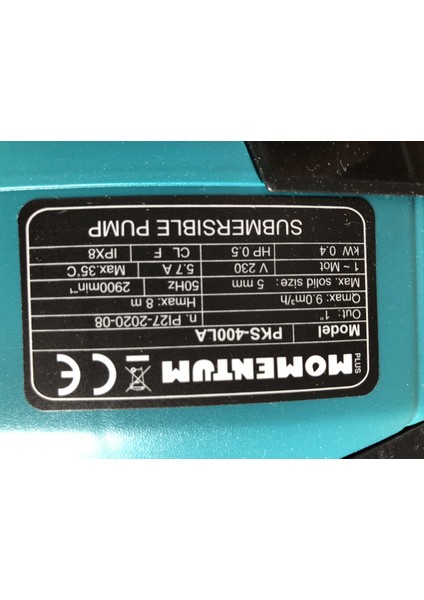 MOMENTUM PLUS CE
Model PKS-400LA n. PI27-2020-08
Out: 1"
Qmax: 9.0m³/h Hmax: 8 m
Max. solid size: 5 mm 2900min⁻¹
1 ~ Mot V 230 50Hz Max.35°C
kW 0.4 HP 0.5 5.7 A CL F IPX8
SUBMERSIBLE PUMP